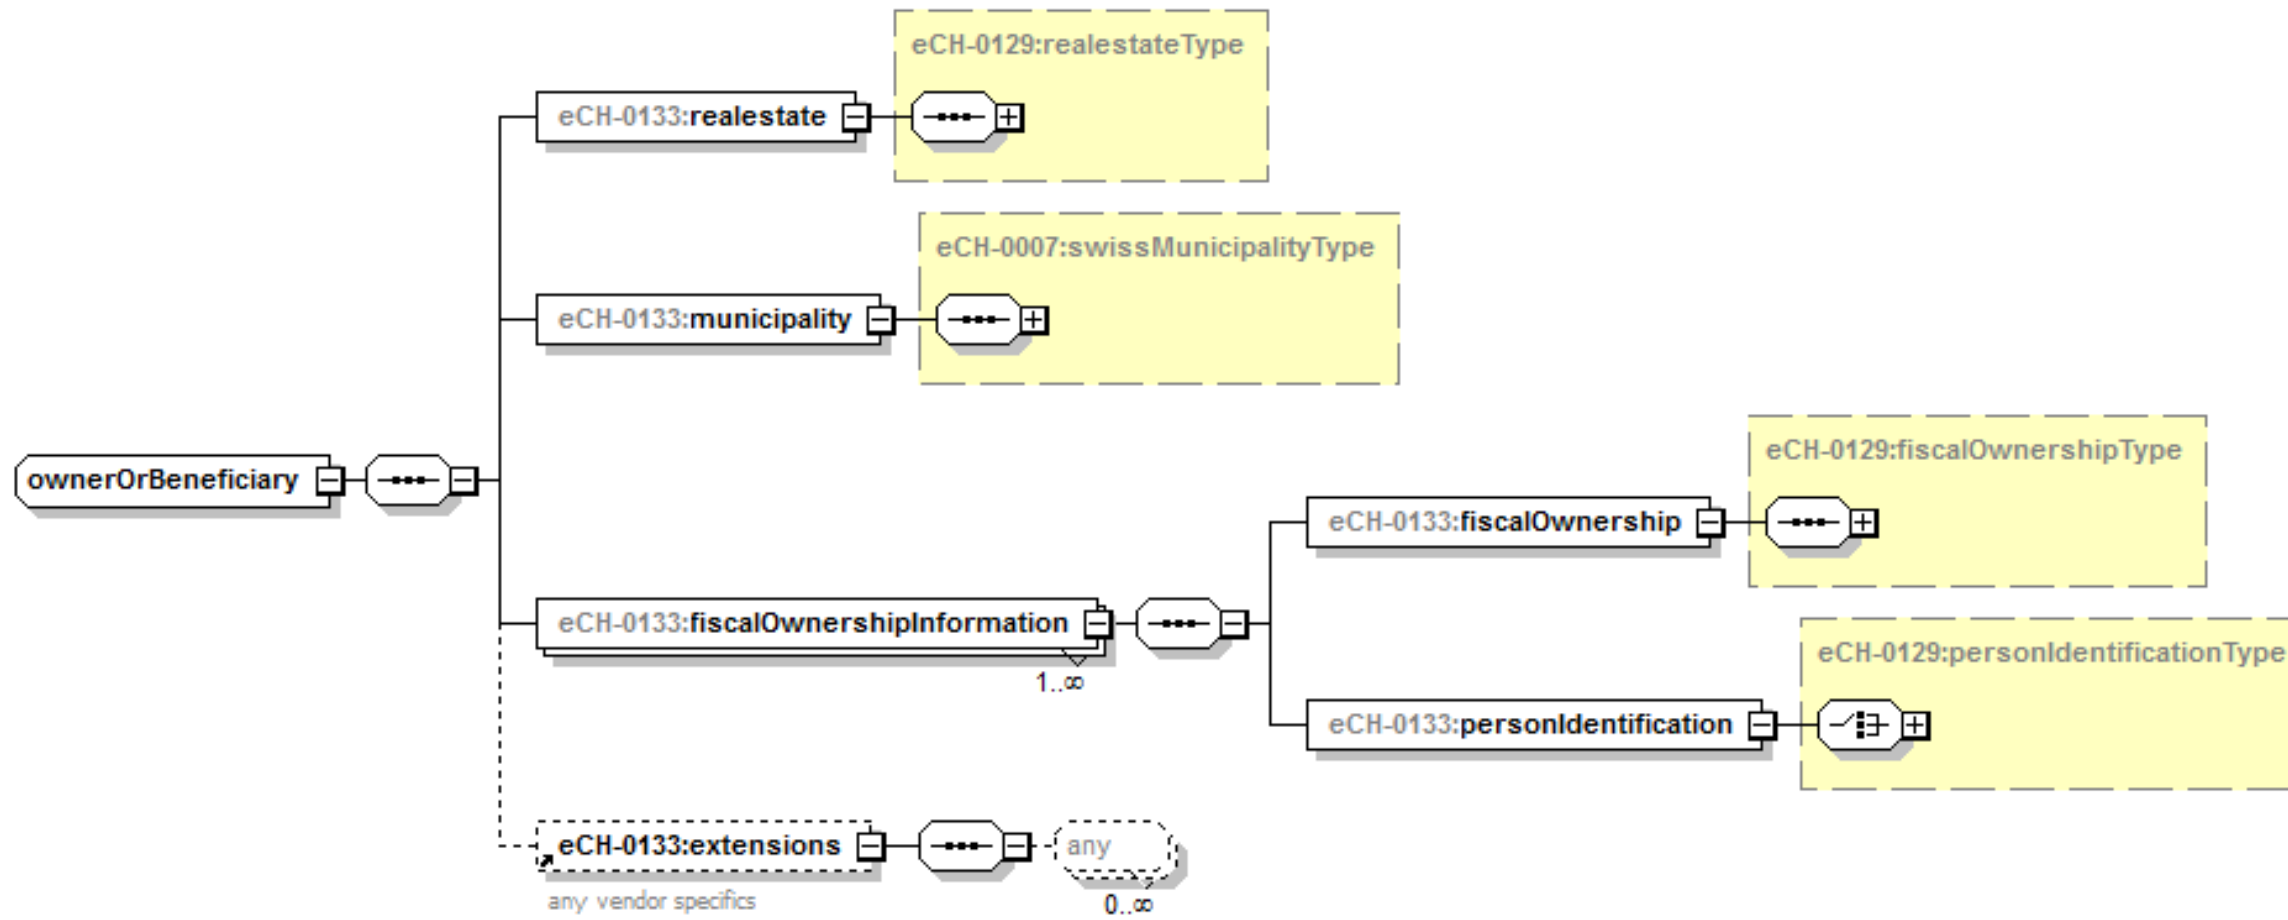 eCH-0129:realestateType
eCH-0133:realestate
eCH-0007:swissMunicipalityType
eCH-0133:municipality
ownerOrBeneficiary
eCH-0129:fiscalOwnershipType
eCH-0133:fiscalOwnership
eCH-0133:fiscalOwnershipInformation
1..∞
eCH-0129:personIdentificationType
eCH-0133:personIdentification
eCH-0133:extensions
any
any vendor specifics
0..∞